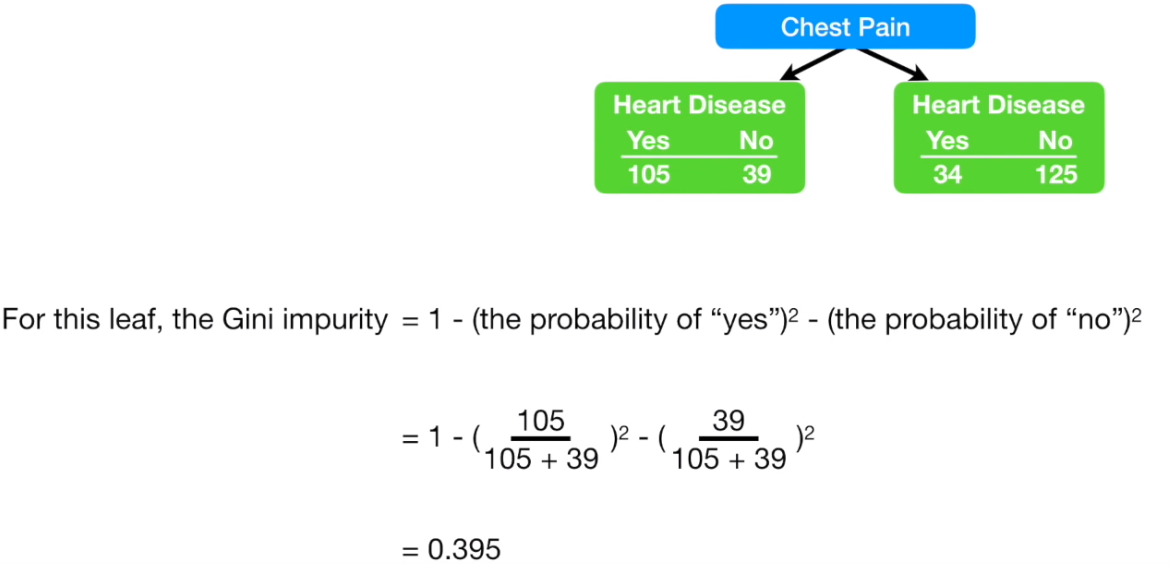 Chest Pain
Heart Disease
Yes No
105 39
Heart Disease
Yes No
34 125
For this leaf, the Gini impurity = 1 - (the probability of “yes”)² - (the probability of “no”)²
= 1 - ( 105 / 105 + 39 )² - ( 39 / 105 + 39 )²
= 0.395